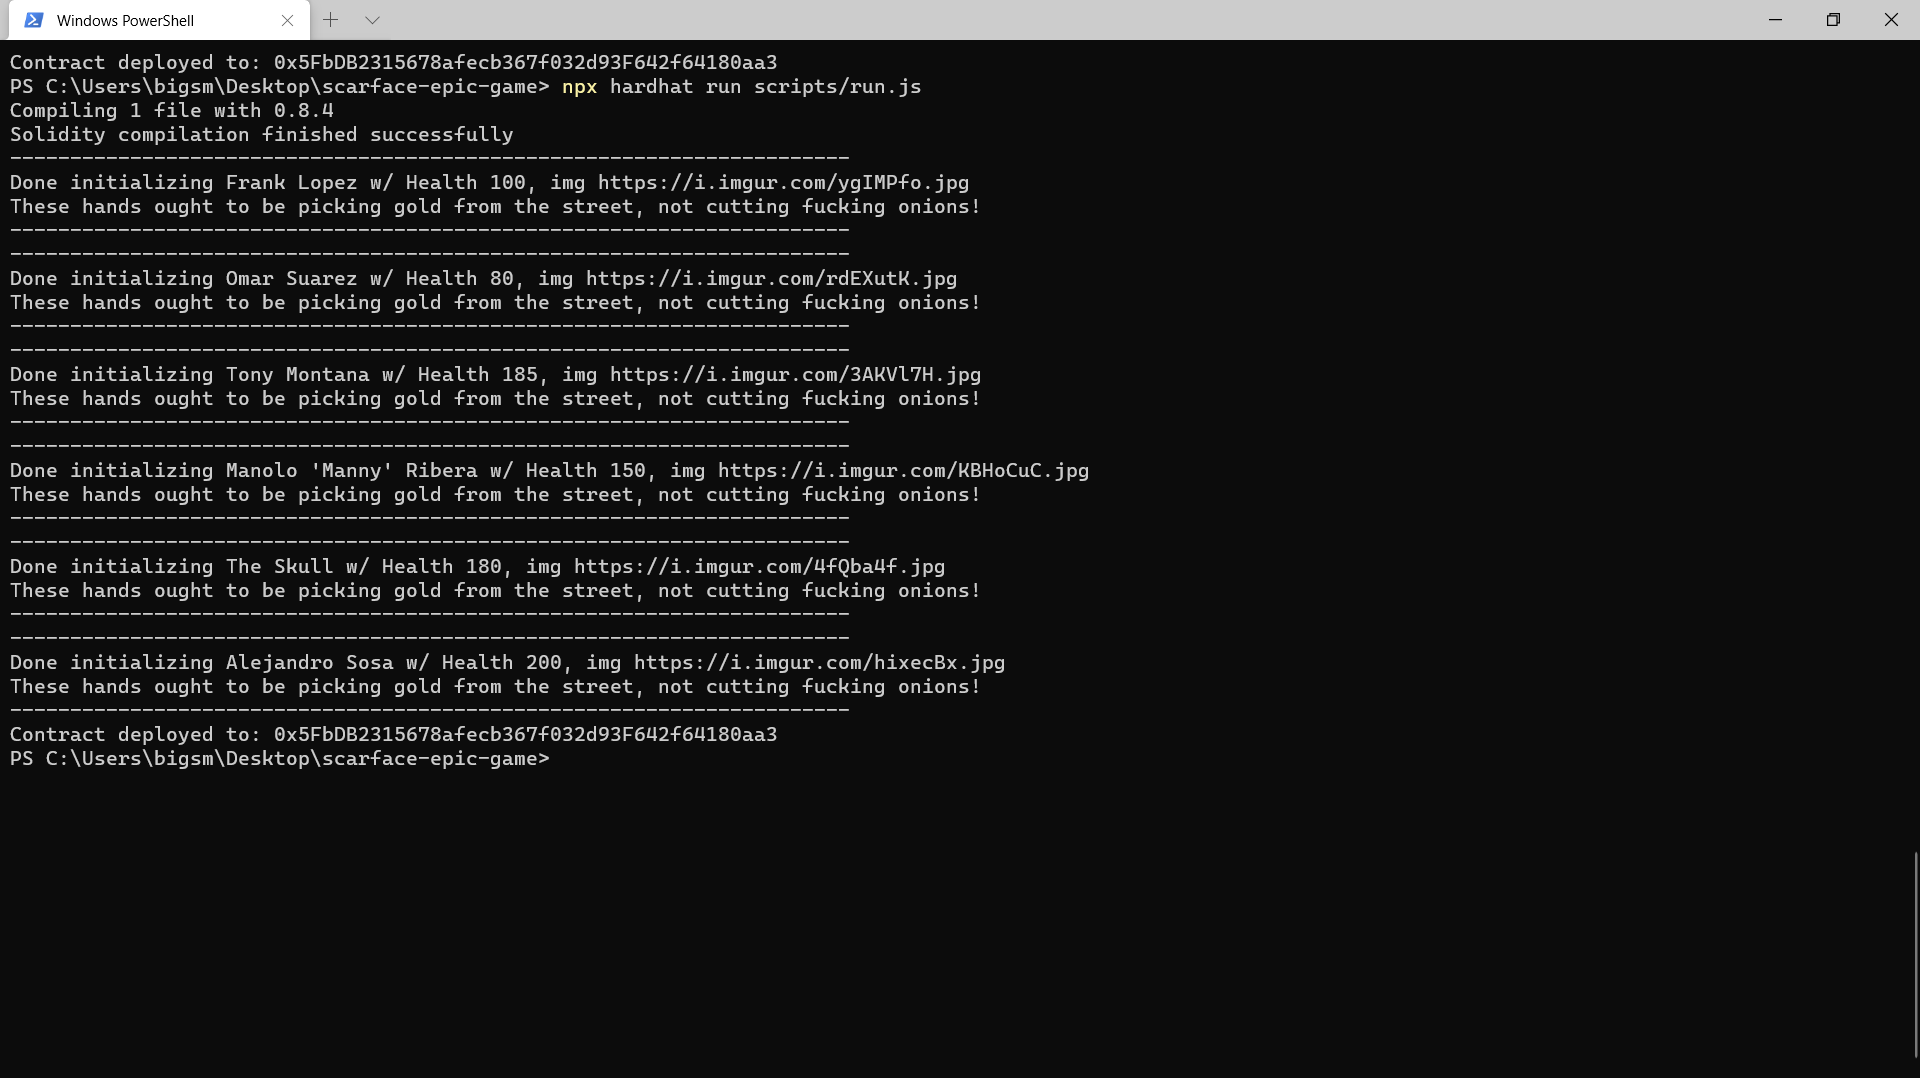 Windows PowerShell
Contract deployed to: 0x5FbDB2315678afecb367f032d93F642f64180aa3
PS C:\Users\bigsm\Desktop\scarface-epic-game> npx hardhat run scripts/run.js
Compiling 1 file with 0.8.4
Solidity compilation finished successfully
----------------------------------------------------------------------
Done initializing Frank Lopez w/ Health 100, img https://i.imgur.com/ygIMPfo.jpg
These hands ought to be picking gold from the street, not cutting fucking onions!
----------------------------------------------------------------------
----------------------------------------------------------------------
Done initializing Omar Suarez w/ Health 80, img https://i.imgur.com/rdEXutK.jpg
These hands ought to be picking gold from the street, not cutting fucking onions!
----------------------------------------------------------------------
----------------------------------------------------------------------
Done initializing Tony Montana w/ Health 185, img https://i.imgur.com/3AKVl7H.jpg
These hands ought to be picking gold from the street, not cutting fucking onions!
----------------------------------------------------------------------
----------------------------------------------------------------------
Done initializing Manolo 'Manny' Ribera w/ Health 150, img https://i.imgur.com/KBHoCuC.jpg
These hands ought to be picking gold from the street, not cutting fucking onions!
----------------------------------------------------------------------
----------------------------------------------------------------------
Done initializing The Skull w/ Health 180, img https://i.imgur.com/4fQba4f.jpg
These hands ought to be picking gold from the street, not cutting fucking onions!
----------------------------------------------------------------------
----------------------------------------------------------------------
Done initializing Alejandro Sosa w/ Health 200, img https://i.imgur.com/hixecBx.jpg
These hands ought to be picking gold from the street, not cutting fucking onions!
----------------------------------------------------------------------
Contract deployed to: 0x5FbDB2315678afecb367f032d93F642f64180aa3
PS C:\Users\bigsm\Desktop\scarface-epic-game>